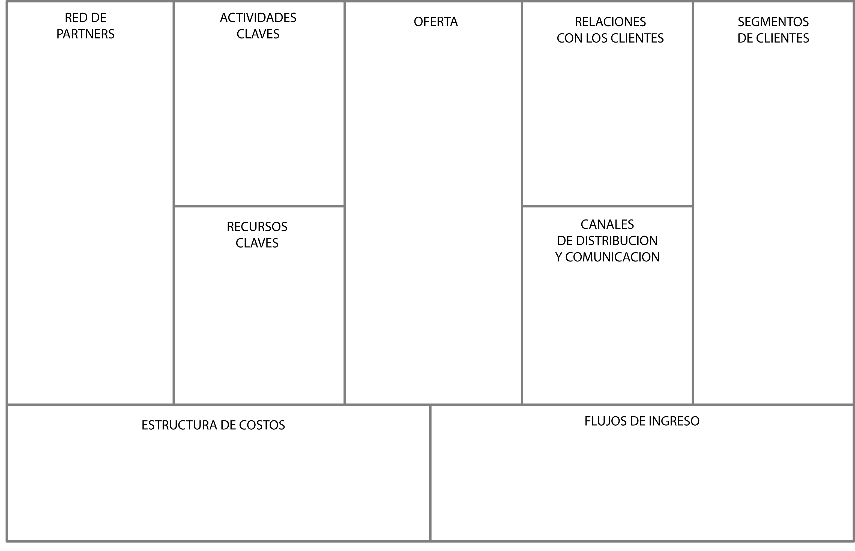 RED DE
PARTNERS
ACTIVIDADES
CLAVES
OFERTA
RELACIONES
CON LOS CLIENTES
SEGMENTOS
DE CLIENTES
RECURSOS
CLAVES
CANALES
DE DISTRIBUCION
Y COMUNICACION
ESTRUCTURA DE COSTOS
FLUJOS DE INGRESO